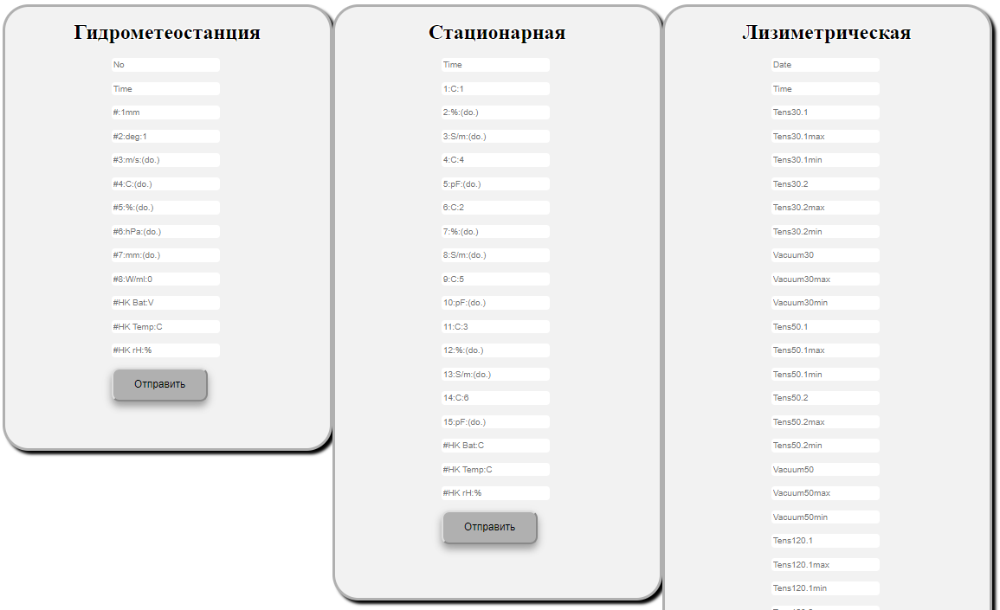 Гидрометеостанция
No
Time
#:1mm
#2:deg:1
#3:m/s:(do.)
#4:C:(do.)
#5:%:(do.)
#6:hPa:(do.)
#7:mm:(do.)
#8:W/ml:0
#HK Bat:V
#HK Temp:C
#HK rH:%
Отправить
Стационарная
Time
1:C:1
2:%:(do.)
3:S/m:(do.)
4:C:4
5:pF:(do.)
6:C:2
7:%:(do.)
8:S/m:(do.)
9:C:5
10:pF:(do.)
11:C:3
12:%:(do.)
13:S/m:(do.)
14:C:6
15:pF:(do.)
#HK Bat:C
#HK Temp:C
#HK rH:%
Отправить
Лизиметрическая
Date
Time
Tens30.1
Tens30.1max
Tens30.1min
Tens30.2
Tens30.2max
Tens30.2min
Vacuum30
Vacuum30max
Vacuum30min
Tens50.1
Tens50.1max
Tens50.1min
Tens50.2
Tens50.2max
Tens50.2min
Vacuum50
Vacuum50max
Vacuum50min
Tens120.1
Tens120.1max
Tens120.1min